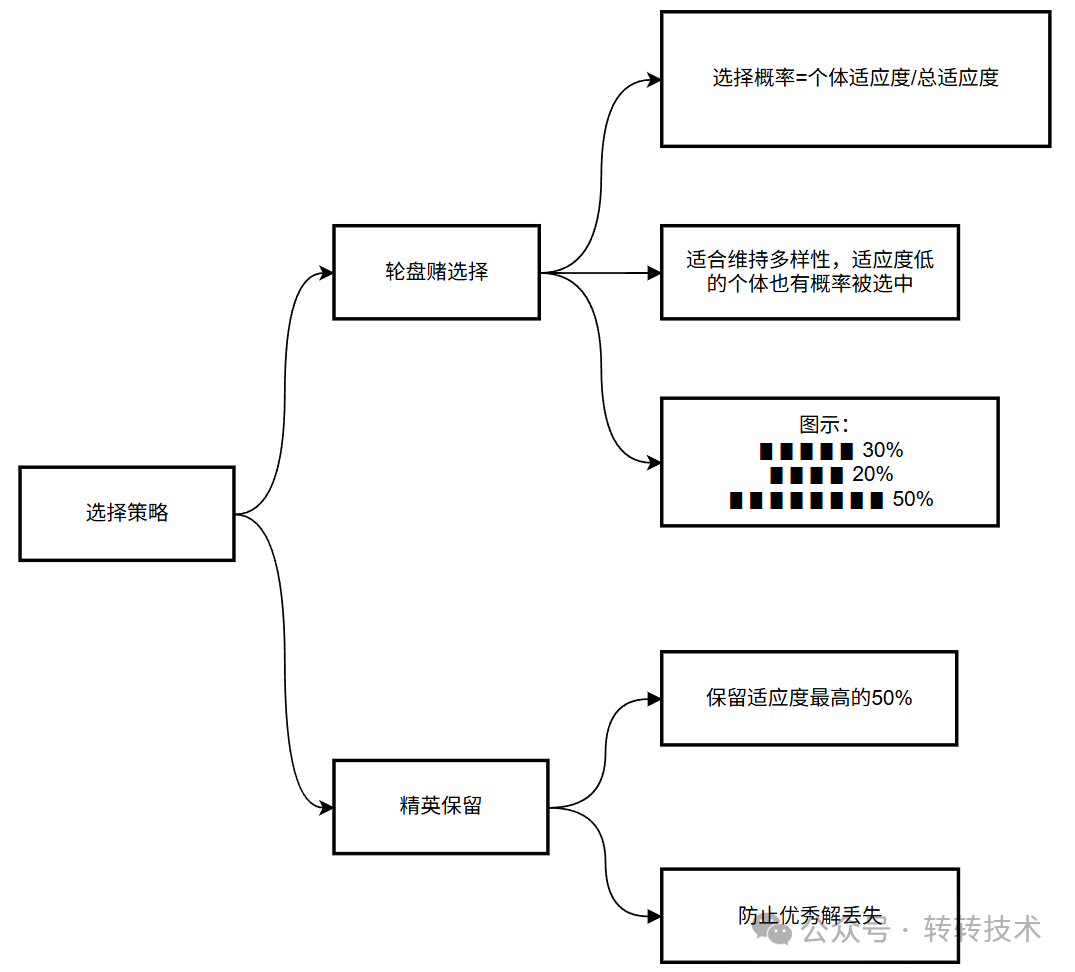 选择概率=个体适应度/总适应度
轮盘赌选择
适合维持多样性，适应度低
的个体也有概率被选中
图示：
█ █ █ █ █ 30%
█ █ █ █ 20%
█ █ █ █ █ █ █ █ 50%
选择策略
保留适应度最高的50%
精英保留
防止优秀解丢失
公众号 · 转转技术